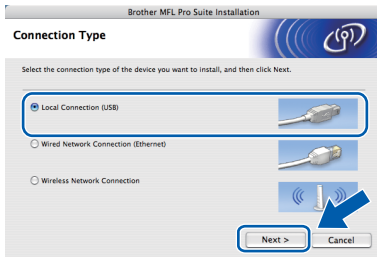 Brother MFL Pro Suite Installation
Connection Type
Select the connection type of the device you want to install, and then click Next.
Local Connection (USB)
Wired Network Connection (Ethernet)
Wireless Network Connection
Next >
Cancel